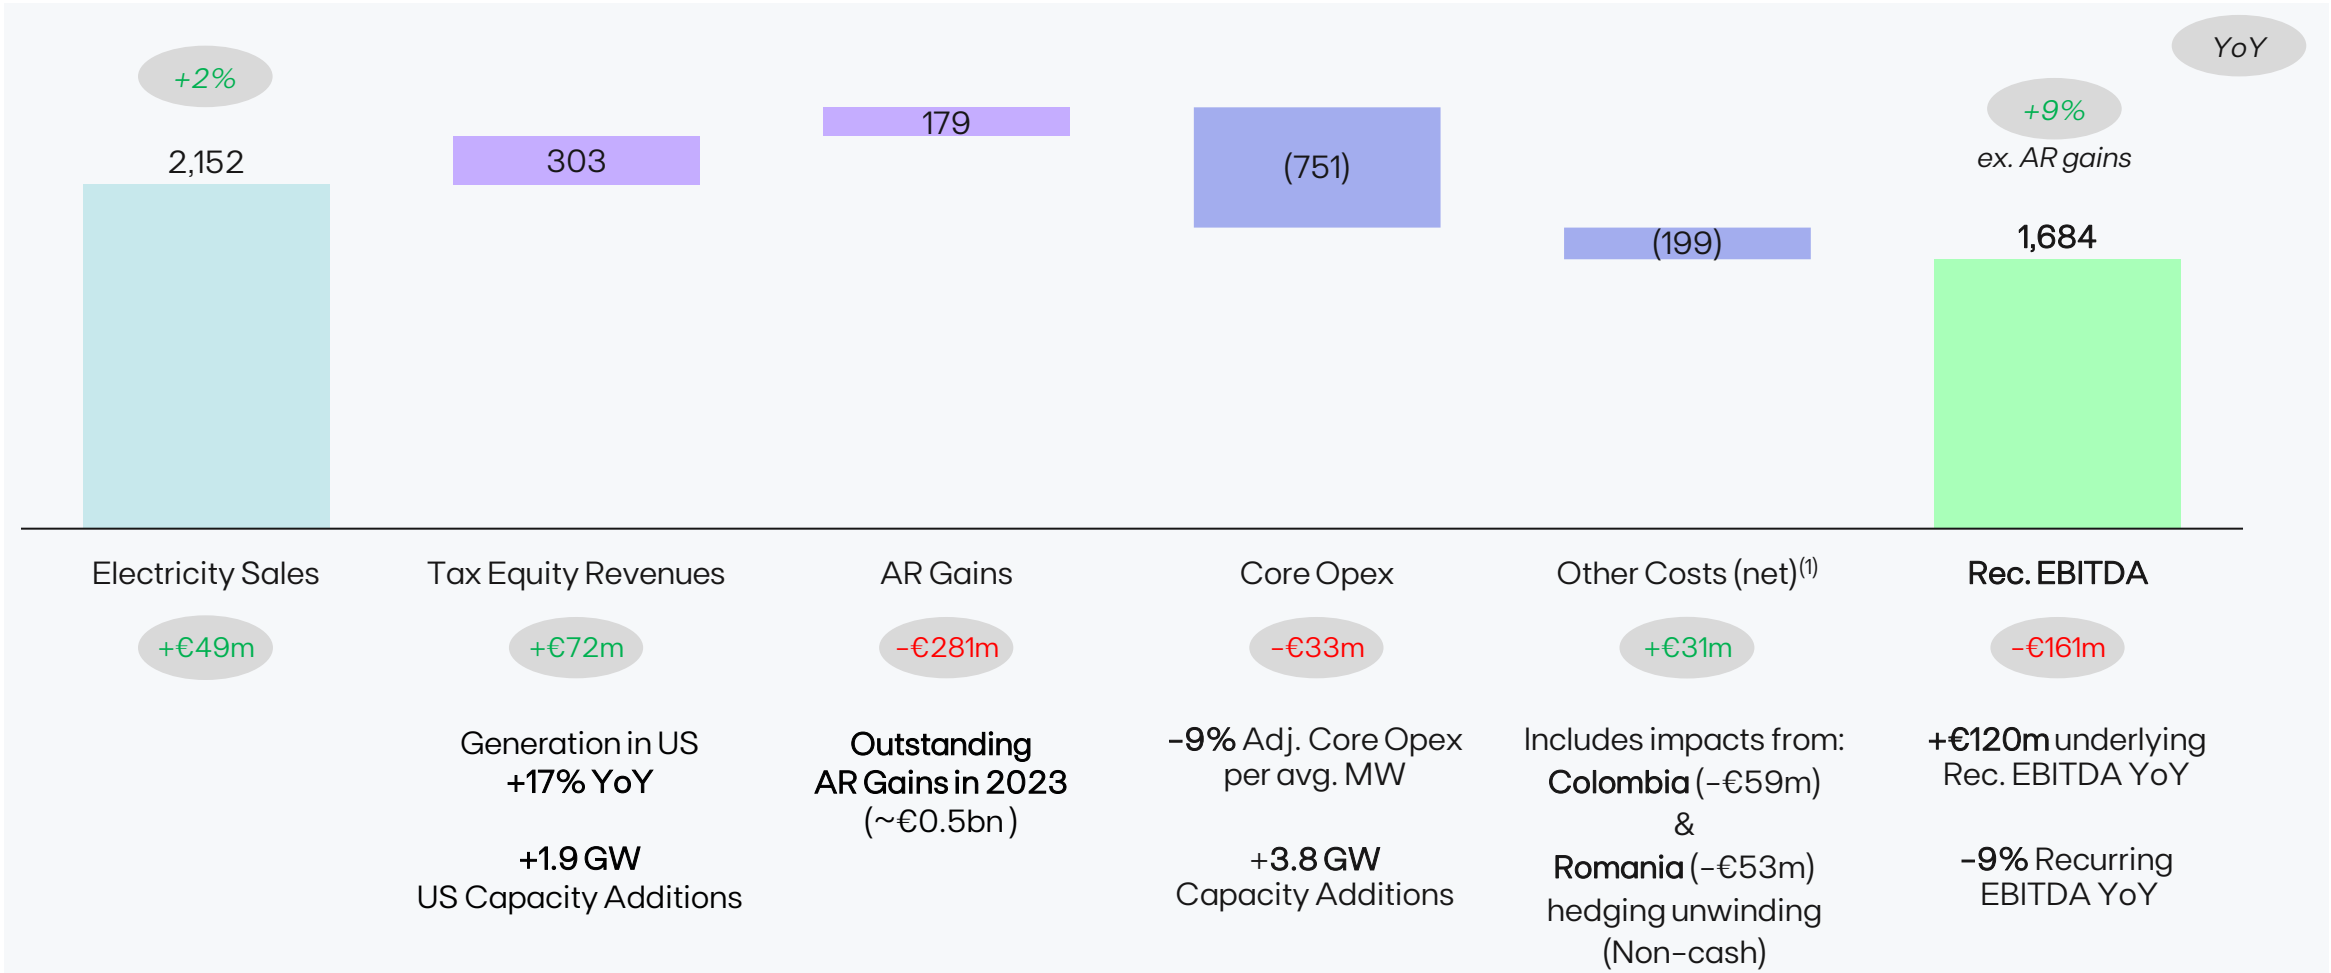 YoY
+2%
2,152
303
179
(751)
(199)
+9%
ex. AR gains
1,684
Electricity Sales
Tax Equity Revenues
AR Gains
Core Opex
Other Costs (net)(1)
Rec. EBITDA
+€49m
+€72m
-€281m
-€33m
+€31m
-€161m
Generation in US
+17% YoY
+1.9 GW
US Capacity Additions
Outstanding
AR Gains in 2023
(~€0.5bn )
-9% Adj. Core Opex
per avg. MW
+3.8 GW
Capacity Additions
Includes impacts from:
Colombia (-€59m)
&
Romania (-€53m)
hedging unwinding
(Non-cash)
+€120m underlying
Rec. EBITDA YoY
-9% Recurring
EBITDA YoY